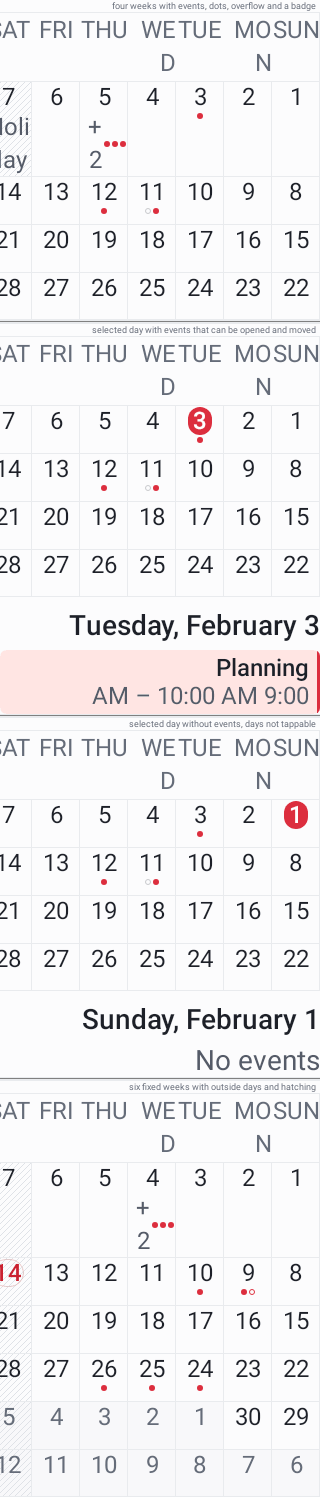 four weeks with events, dots, overflow and a badge
SAT FRI THU WE TUE MO SUN
D N
7 6 5 4 3 2 1
Holi +
day 2
14 13 12 11 10 9 8
21 20 19 18 17 16 15
28 27 26 25 24 23 22
selected day with events that can be opened and moved
SAT FRI THU WE TUE MO SUN
D N
7 6 5 4 3 2 1
14 13 12 11 10 9 8
21 20 19 18 17 16 15
28 27 26 25 24 23 22
Tuesday, February 3
Planning
AM – 10:00 AM 9:00
selected day without events, days not tappable
SAT FRI THU WE TUE MO SUN
D N
7 6 5 4 3 2 1
14 13 12 11 10 9 8
21 20 19 18 17 16 15
28 27 26 25 24 23 22
Sunday, February 1
No events
six fixed weeks with outside days and hatching
SAT FRI THU WE TUE MO SUN
D N
7 6 5 4 3 2 1
+
2
14 13 12 11 10 9 8
21 20 19 18 17 16 15
28 27 26 25 24 23 22
5 4 3 2 1 30 29
12 11 10 9 8 7 6